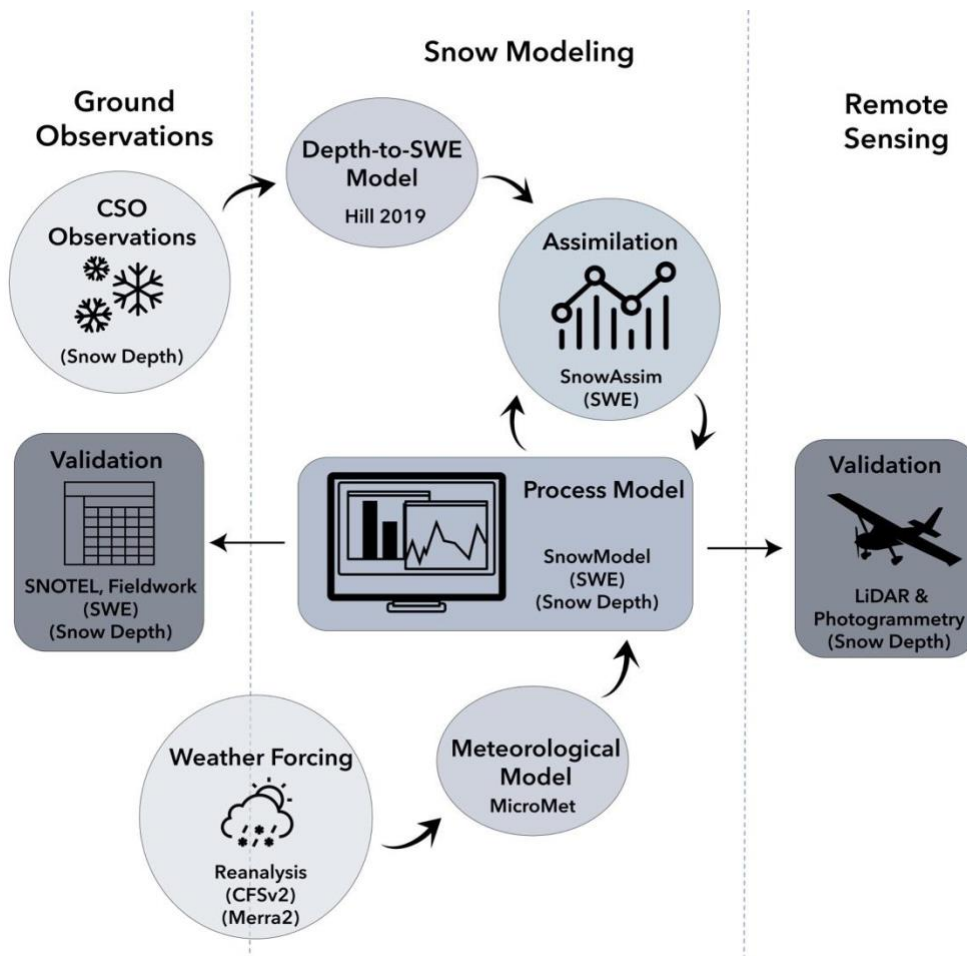 Snow Modeling
Ground
Observations
Remote
Sensing
Depth-to-SWE
Model
Hill 2019
CSO
Observations
(Snow Depth)
Assimilation
SnowAssim
(SWE)
Validation
SNOTEL, Fieldwork
(SWE)
(Snow Depth)
Process Model
SnowModel
(SWE)
(Snow Depth)
Validation
LiDAR &
Photogrammetry
(Snow Depth)
Weather Forcing
Reanalysis
(CFSv2)
(Merra2)
Meteorological
Model
MicroMet